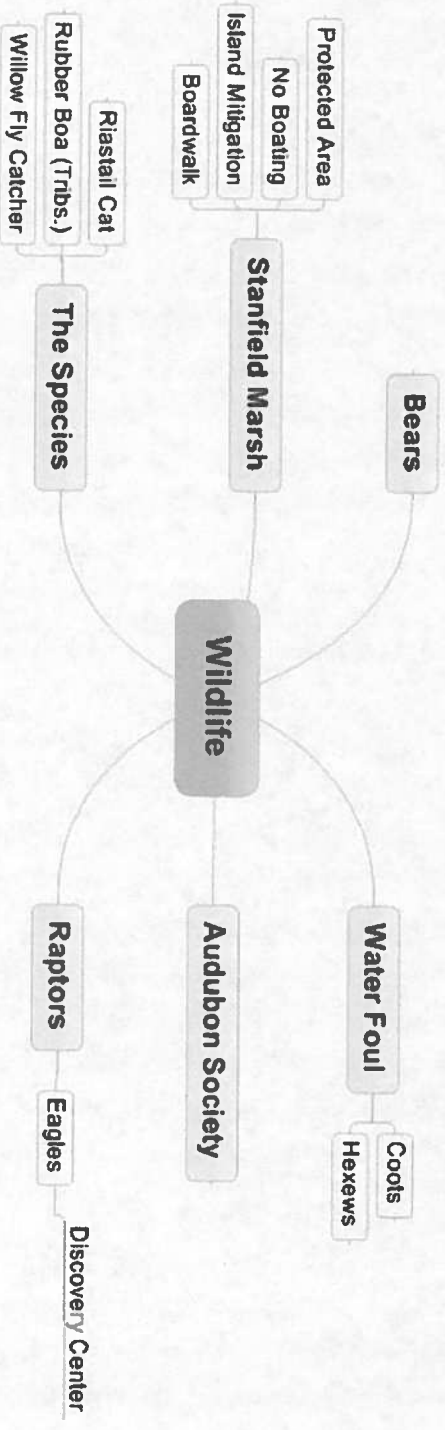 Wildlife
Bears
Stanfield Marsh
Protected Area
No Boating
Island Mitigation
Boardwalk
The Species
Riastail Cat
Rubber Boa (Tribs.)
Willow Fly Catcher
Water Foul
Coots
Hexews
Audubon Society
Raptors
Eagles
Discovery Center